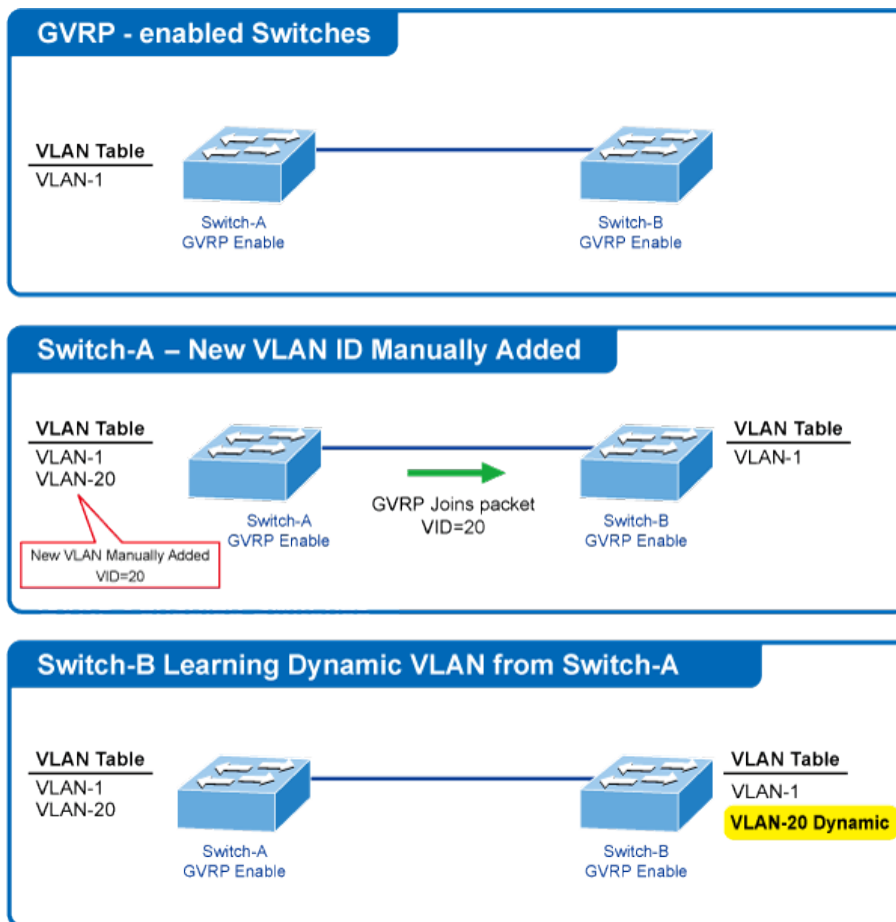 GVRP - enabled Switches
VLAN Table
VLAN-1
Switch-A
GVRP Enable
Switch-B
GVRP Enable
Switch-A – New VLAN ID Manually Added
VLAN Table
VLAN-1
VLAN-20
New VLAN Manually Added
VID=20
Switch-A
GVRP Enable
GVRP Joins packet
VID=20
Switch-B
GVRP Enable
VLAN Table
VLAN-1
Switch-B Learning Dynamic VLAN from Switch-A
VLAN Table
VLAN-1
VLAN-20
Switch-A
GVRP Enable
Switch-B
GVRP Enable
VLAN Table
VLAN-1
VLAN-20 Dynamic